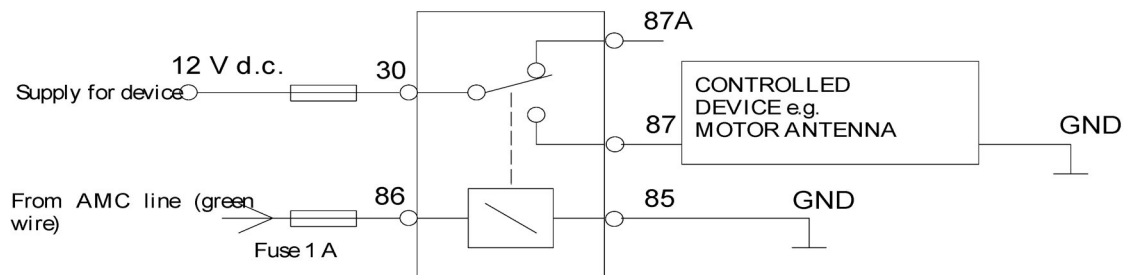 87A
12 V d.c.
30
Supply for device
CONTROLLED
DEVICE e.g.
MOTOR ANTENNA
87
GND
From AMC line (green
wire)
86
85
GND
Fuse 1 A